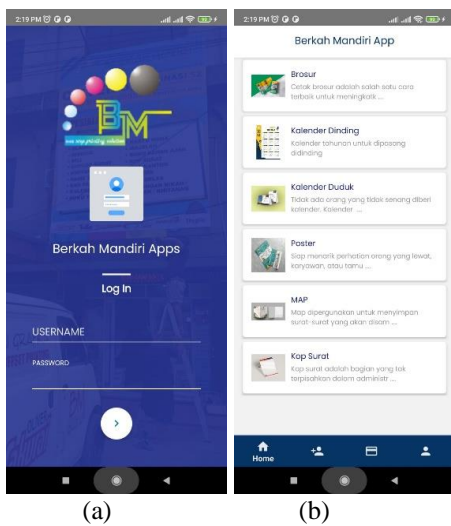 2:19 PM
BM
one stop printing solution
Berkah Mandiri Apps
Log In
USERNAME
PASSWORD
(a)
2:19 PM
Berkah Mandiri App
Brosur
Cetak brosur adalah salah satu cara
terbaik untuk meningkatk ...
Kalender Dinding
Kalender tahunan untuk dipasang
didinding
Kalender Duduk
Tidak ada orang yang tidak senang diberi
kalender. Kalender ....
Poster
Siap menarik perhatian orang yang lewat,
karyawan, atau tamu ....
MAP
Map dipergunakan untuk menyimpan
surat-surat yang akan disam ...
Kop Surat
Kop surat adalah bagian yang tak
terpisahkan dalam administr ...
Home
(b)